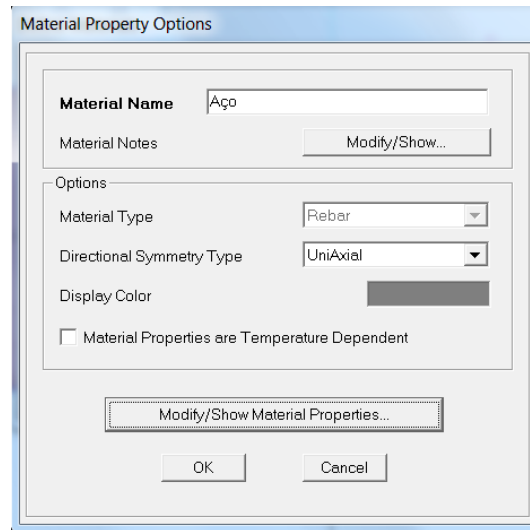 Material Property Options
Material Name Aço
Material Notes Modify/Show...
Options
Material Type Rebar
Directional Symmetry Type UniAxial
Display Color
Material Properties are Temperature Dependent
Modify/Show Material Properties...
OK Cancel